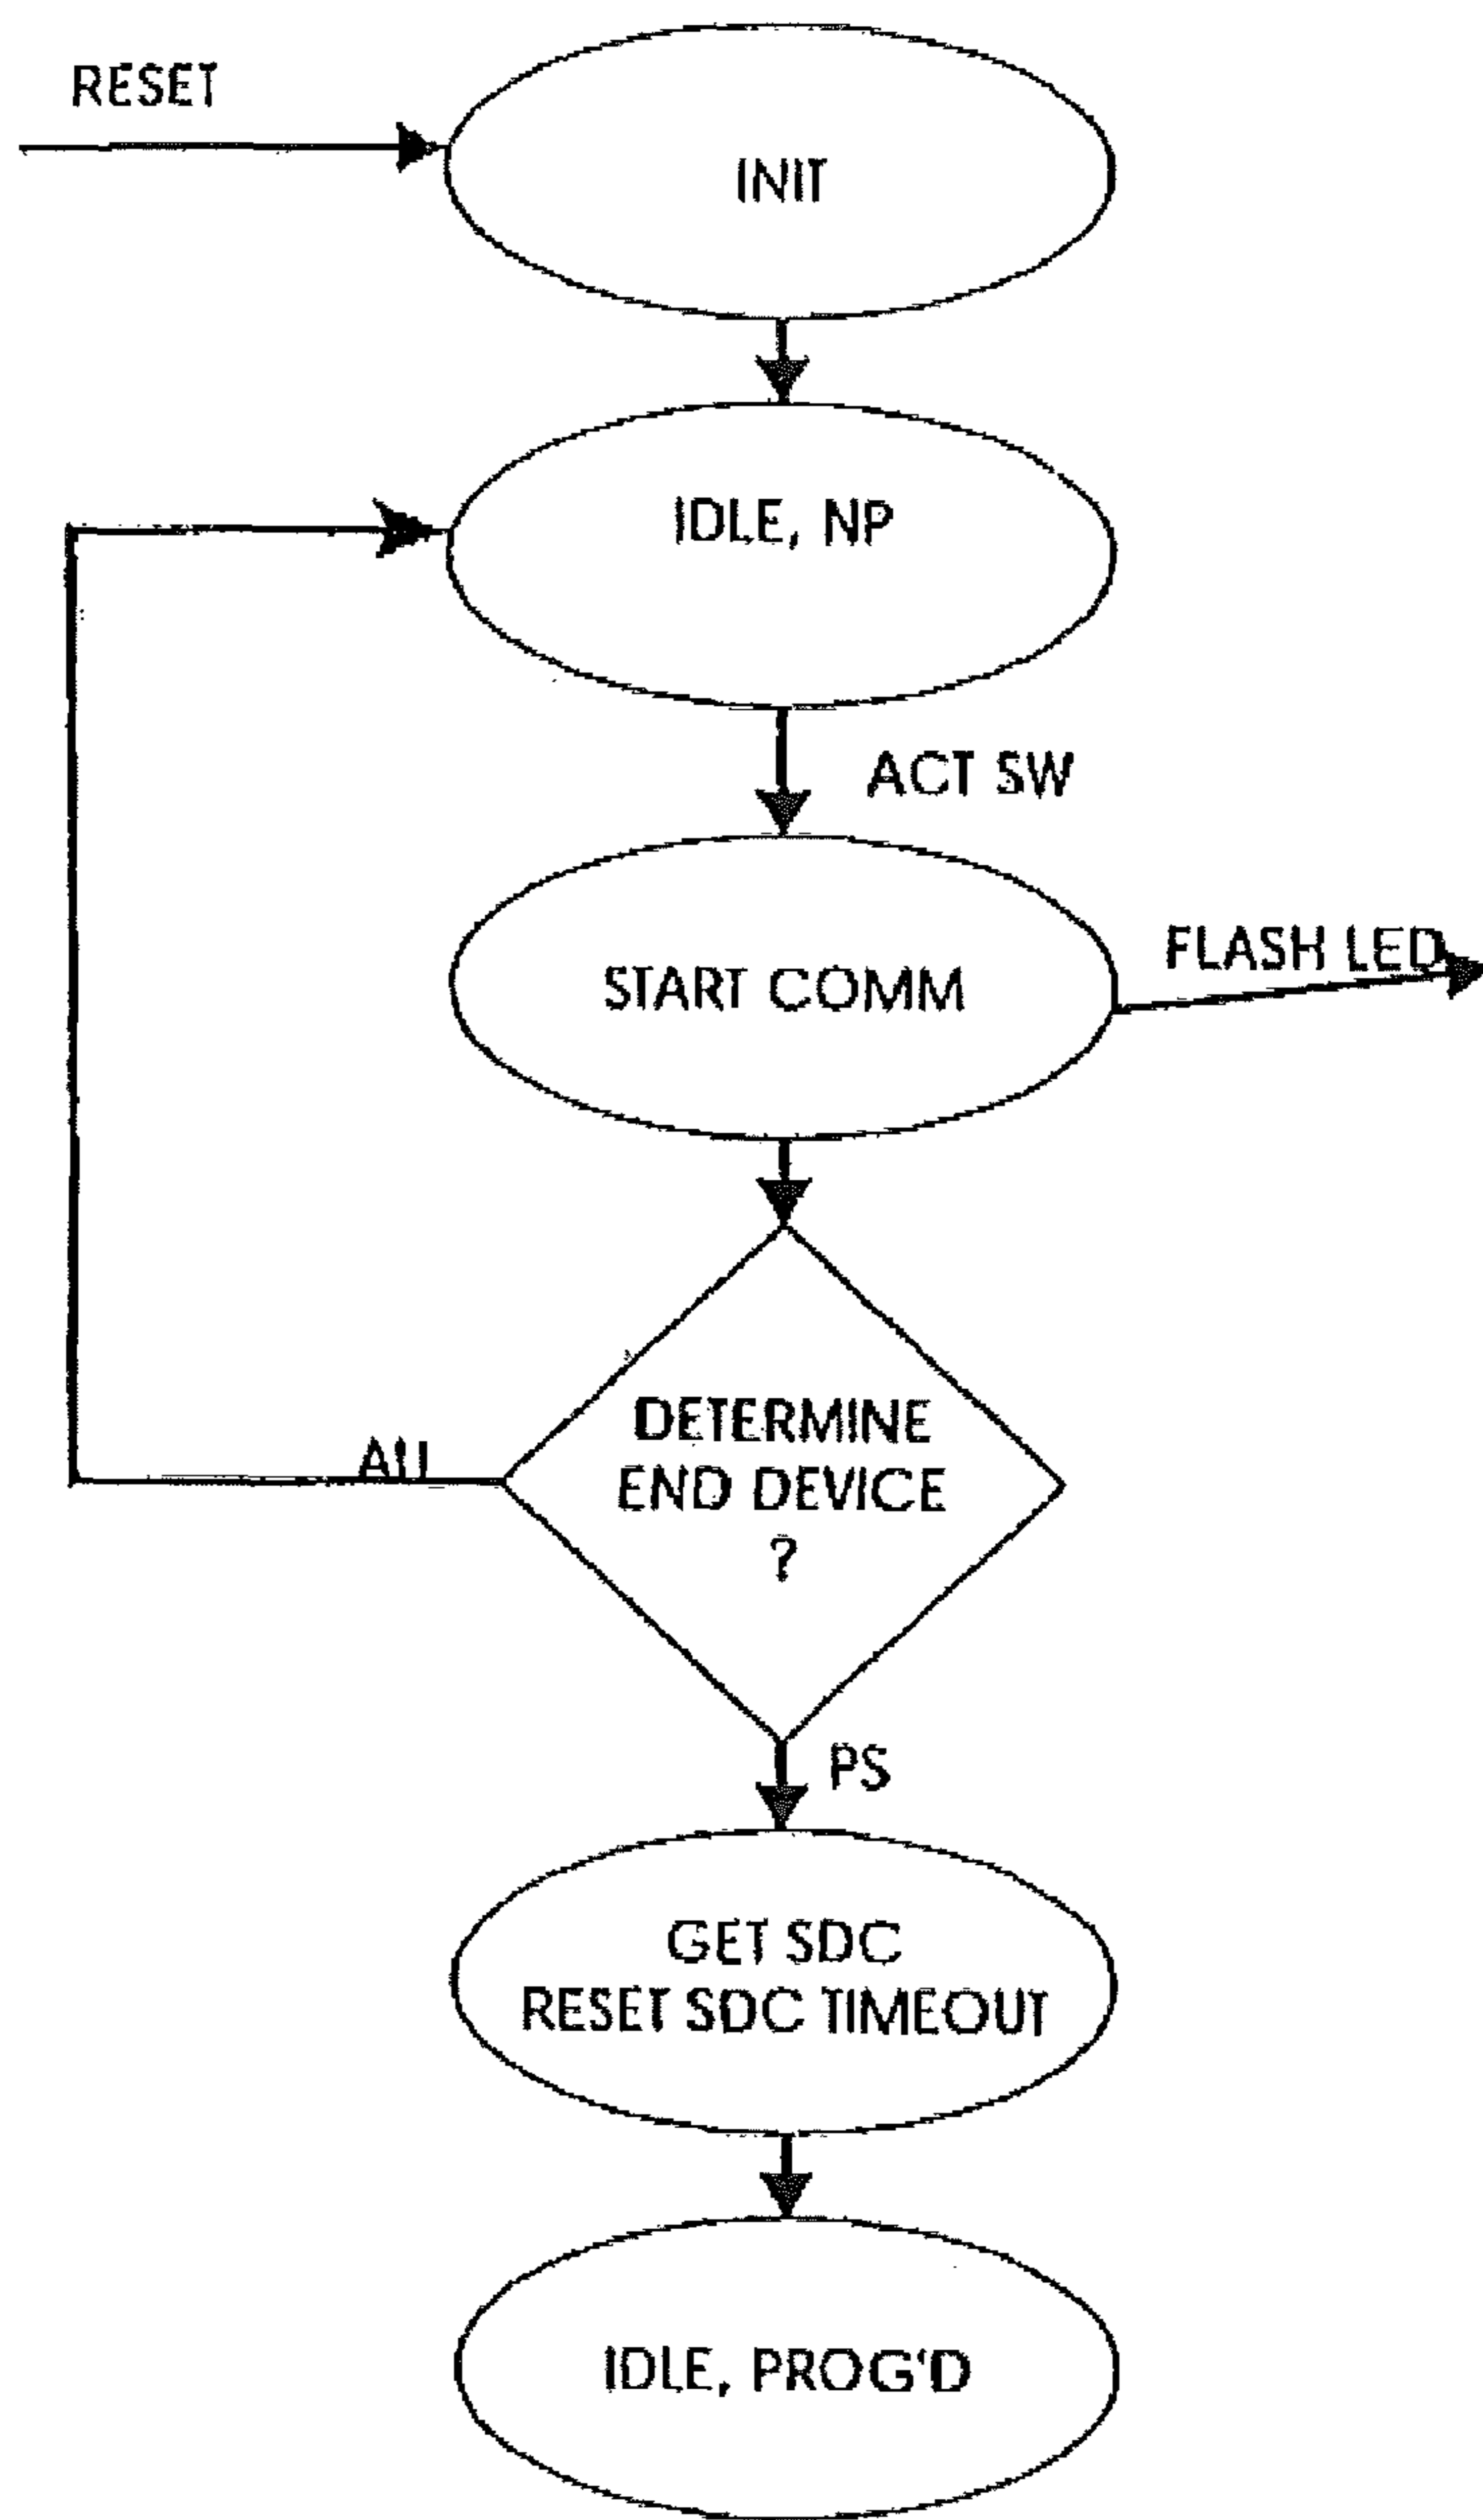 RESET
INIT
IDLE, NP
ACT SW
FLASH LED
START COMM
DETERMINE
END DEVICE
?
AU
PS
GET SDC
RESET SDC TIMEOUT
IDLE, PROG'D